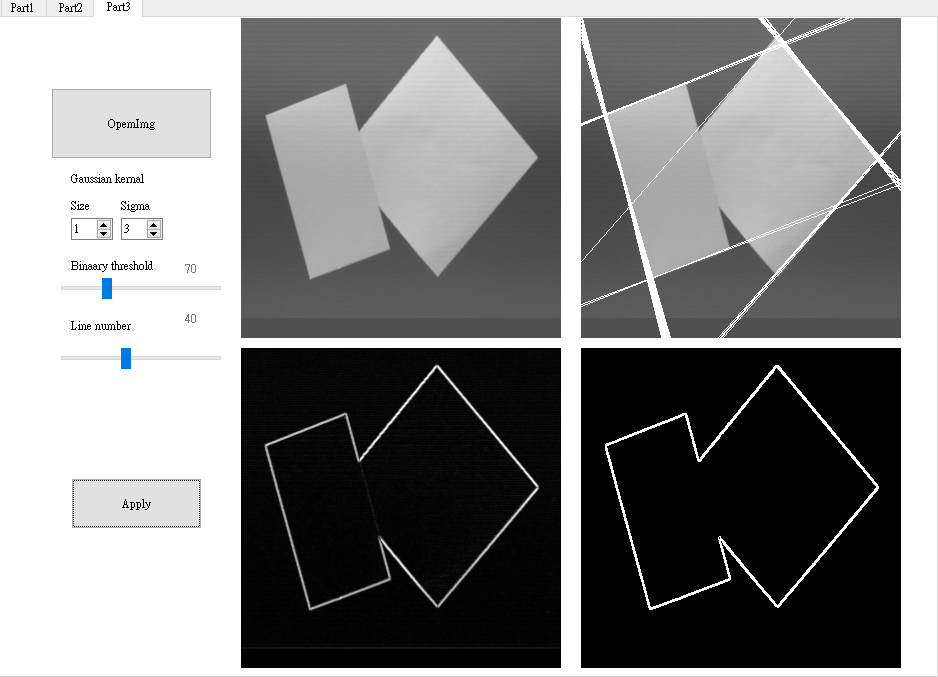 Part1 Part2 Part3
OpemImg
Gaussian kernal
Size Sigma
1 3
Binaary threshold 70
Line number 40
Apply